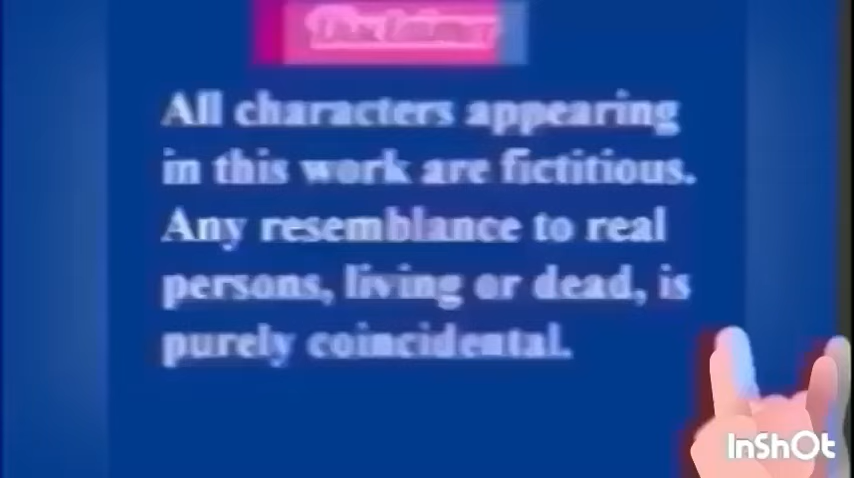 Disclaimer
All characters appearing
in this work are fictitious.
Any resemblance to real
persons, living or dead, is
purely coincidental.
InShOt